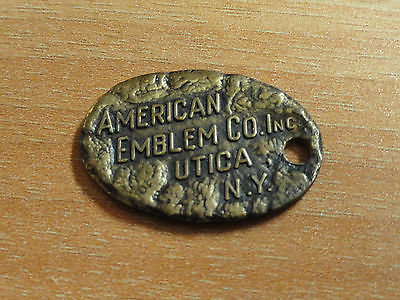 AMERICAN
EMBLEM CO. INC
UTICA
N.Y.